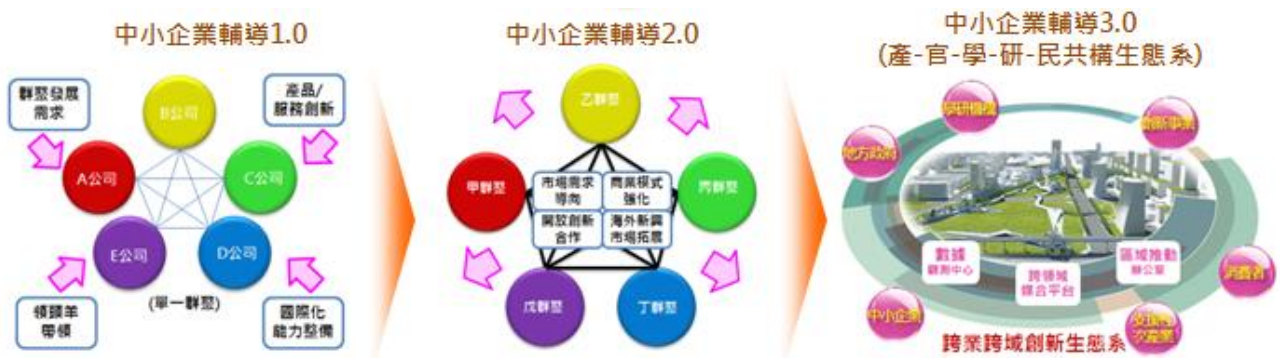 中小企業輔導1.0
群聚發展
需求
產品/
服務創新
B公司
A公司
C公司
E公司
D公司
(單一群聚)
領頭羊
帶領
國際化
能力整備
中小企業輔導2.0
乙群聚
甲群聚
丙群聚
市場需求
導向
商業模式
強化
開放創新
合作
海外新興
市場拓展
戊群聚
丁群聚
中小企業輔導3.0
(產-官-學-研-民共構生態系)
學研機構
創新事業
地方政府
數據
觀測中心
跨領域
媒合平台
區域推動
辦公室
消費者
中小企業
次產業
跨業跨域創新生態系